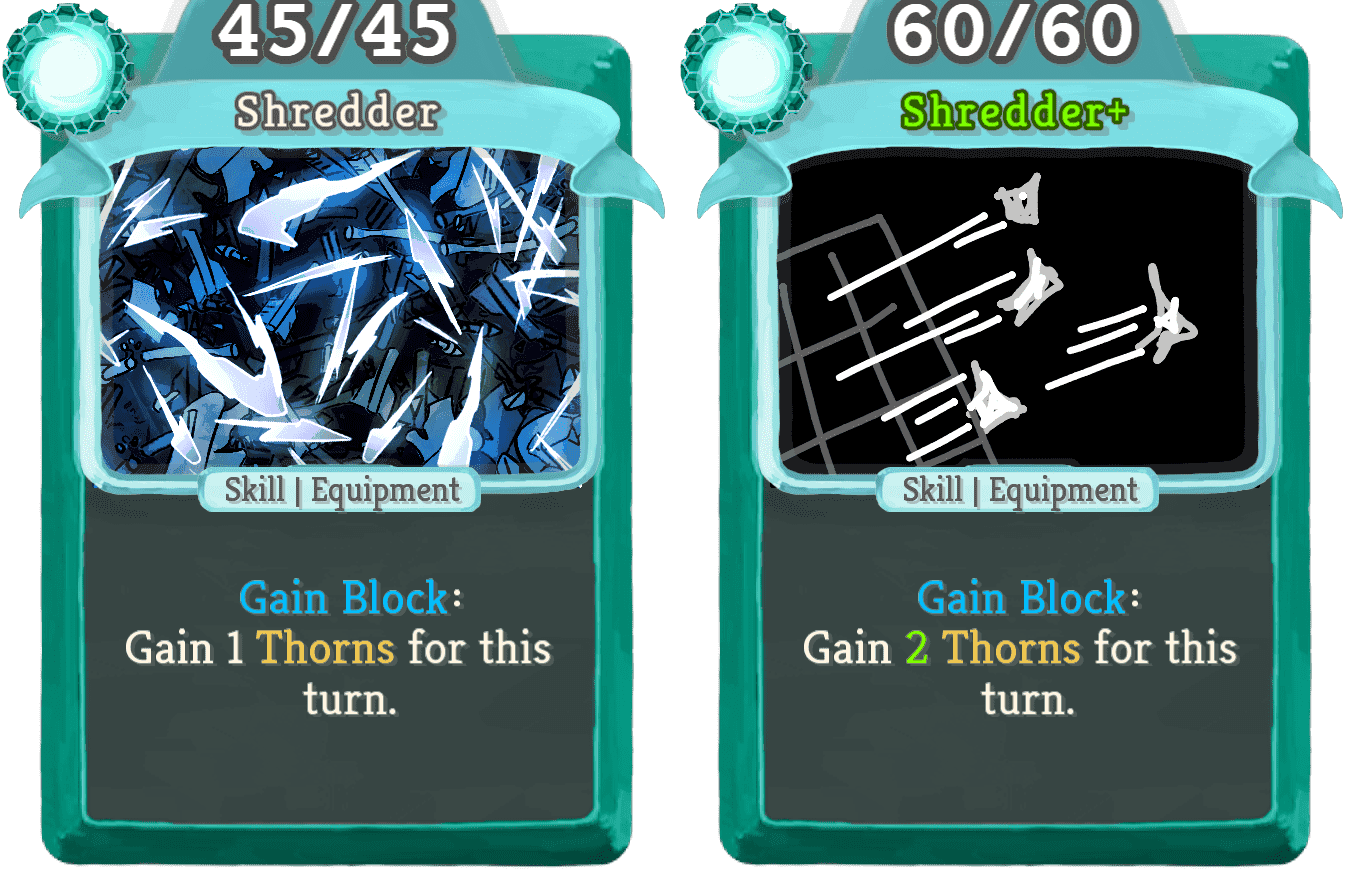 45/45
Shredder
Skill | Equipment
Gain Block:
Gain 1 Thorns for this
turn.
60/60
Shredder+
Skill | Equipment
Gain Block:
Gain 2 Thorns for this
turn.